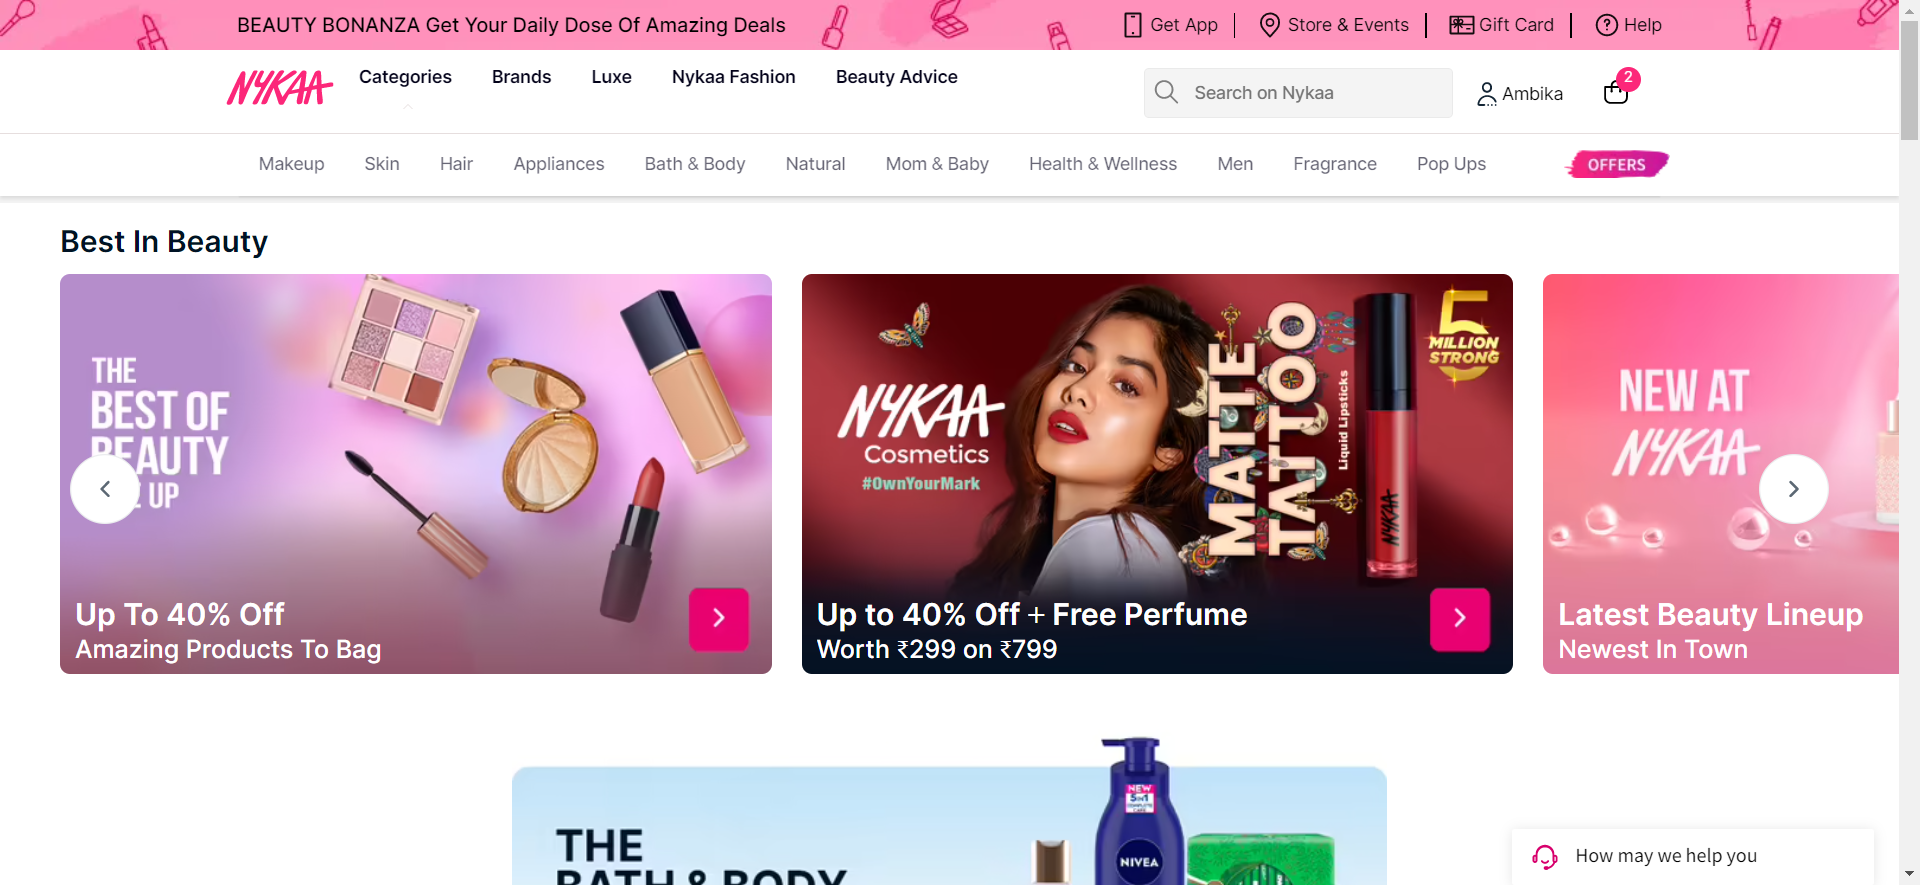 BEAUTY BONANZA Get Your Daily Dose Of Amazing Deals
Get App
Store & Events
Gift Card
Help
NYKAA
Categories
Brands
Luxe
Nykaa Fashion
Beauty Advice
Search on Nykaa
Ambika
2
Makeup
Skin
Hair
Appliances
Bath & Body
Natural
Mom & Baby
Health & Wellness
Men
Fragrance
Pop Ups
OFFERS
Best In Beauty
THE
BEST OF
BEAUTY
UP
Up To 40% Off
Amazing Products To Bag
NYKAA
Cosmetics
#OwnYourMark
MATTE
TATTOO
Liquid Lipsticks
NYKAA
5
MILLION
STRONG
Up to 40% Off + Free Perfume
Worth ₹299 on ₹799
NEW AT
NYKAA
Latest Beauty Lineup
Newest In Town
THE
BATH & BODY
NEW
5in1
COMPLETE
CARE
NIVEA
How may we help you